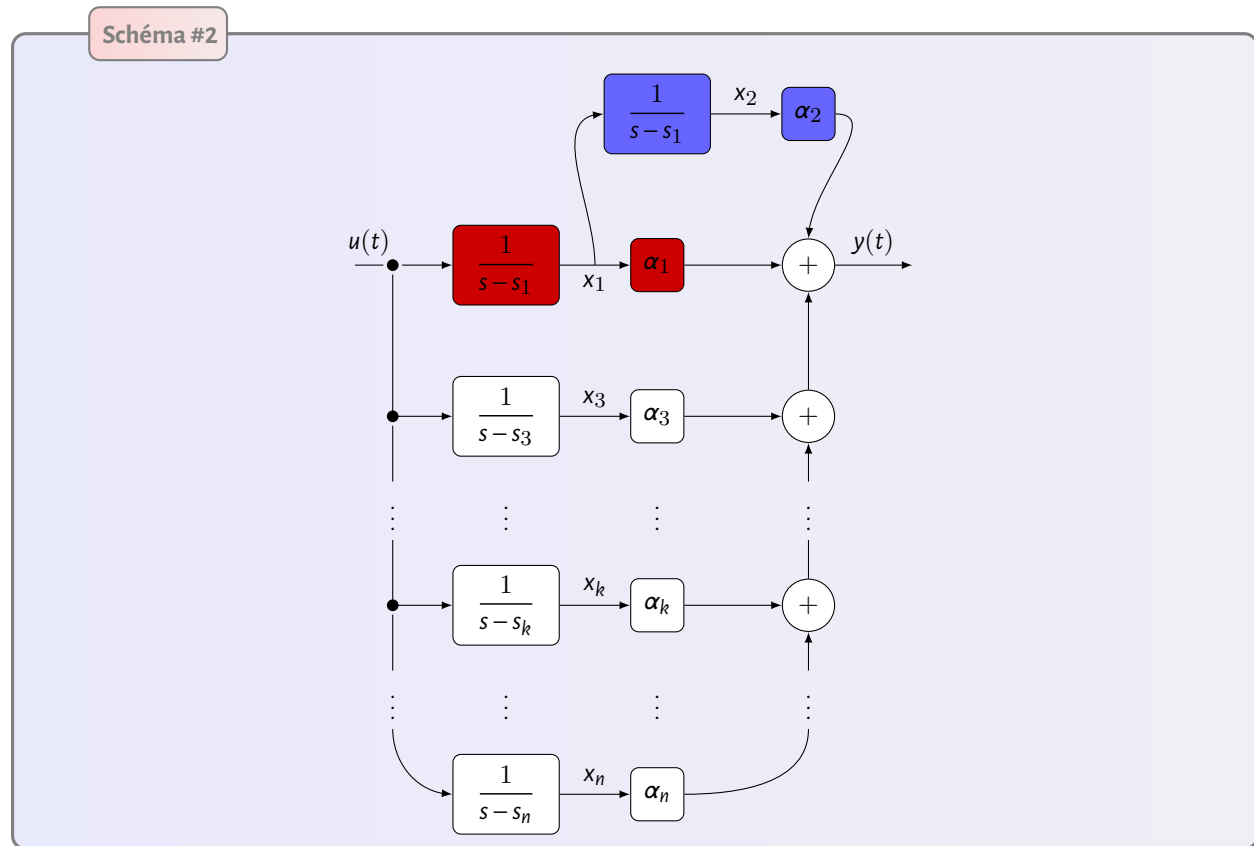 Schéma #2
1
s − s₁
x₂
α₂
u(t)
1
s − s₁
x₁
α₁
+
y(t)
1
s − s₃
x₃
α₃
+
⋮ ⋮ ⋮ ⋮
1
s − sₖ
xₖ
αₖ
+
⋮ ⋮ ⋮ ⋮
1
s − sₙ
xₙ
αₙ